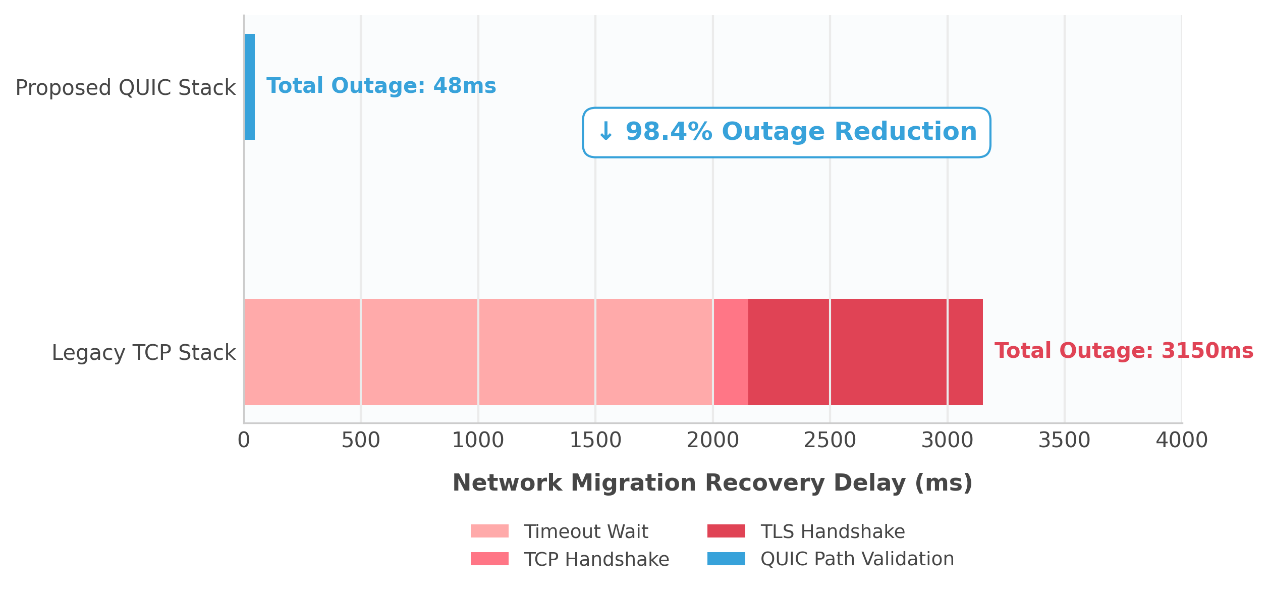 Proposed QUIC Stack
Total Outage: 48ms
↓ 98.4% Outage Reduction
Legacy TCP Stack
Total Outage: 3150ms
0 500 1000 1500 2000 2500 3000 3500 4000
Network Migration Recovery Delay (ms)
Timeout Wait
TCP Handshake
TLS Handshake
QUIC Path Validation